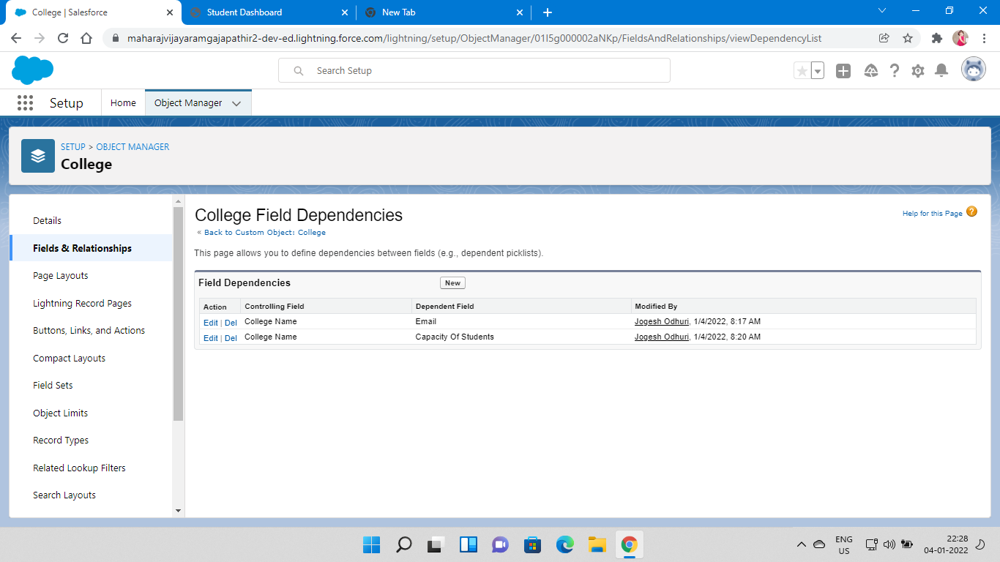 College | Salesforce
Student Dashboard
New Tab
maharajvijayaramgajapathir2-dev-ed.lightning.force.com/lightning/setup/ObjectManager/01I5g000002aNKp/FieldsAndRelationships/viewDependencyList
Search Setup
Setup
Home
Object Manager
SETUP > OBJECT MANAGER
College
Details
Fields & Relationships
Page Layouts
Lightning Record Pages
Buttons, Links, and Actions
Compact Layouts
Field Sets
Object Limits
Record Types
Related Lookup Filters
Search Layouts
College Field Dependencies
Help for this Page
« Back to Custom Object: College
This page allows you to define dependencies between fields (e.g., dependent picklists).
Field Dependencies
New
Action Controlling Field Dependent Field Modified By
Edit | Del College Name Email Jogesh Odhuri, 1/4/2022, 8:17 AM
Edit | Del College Name Capacity Of Students Jogesh Odhuri, 1/4/2022, 8:20 AM
ENG
US
22:28
04-01-2022